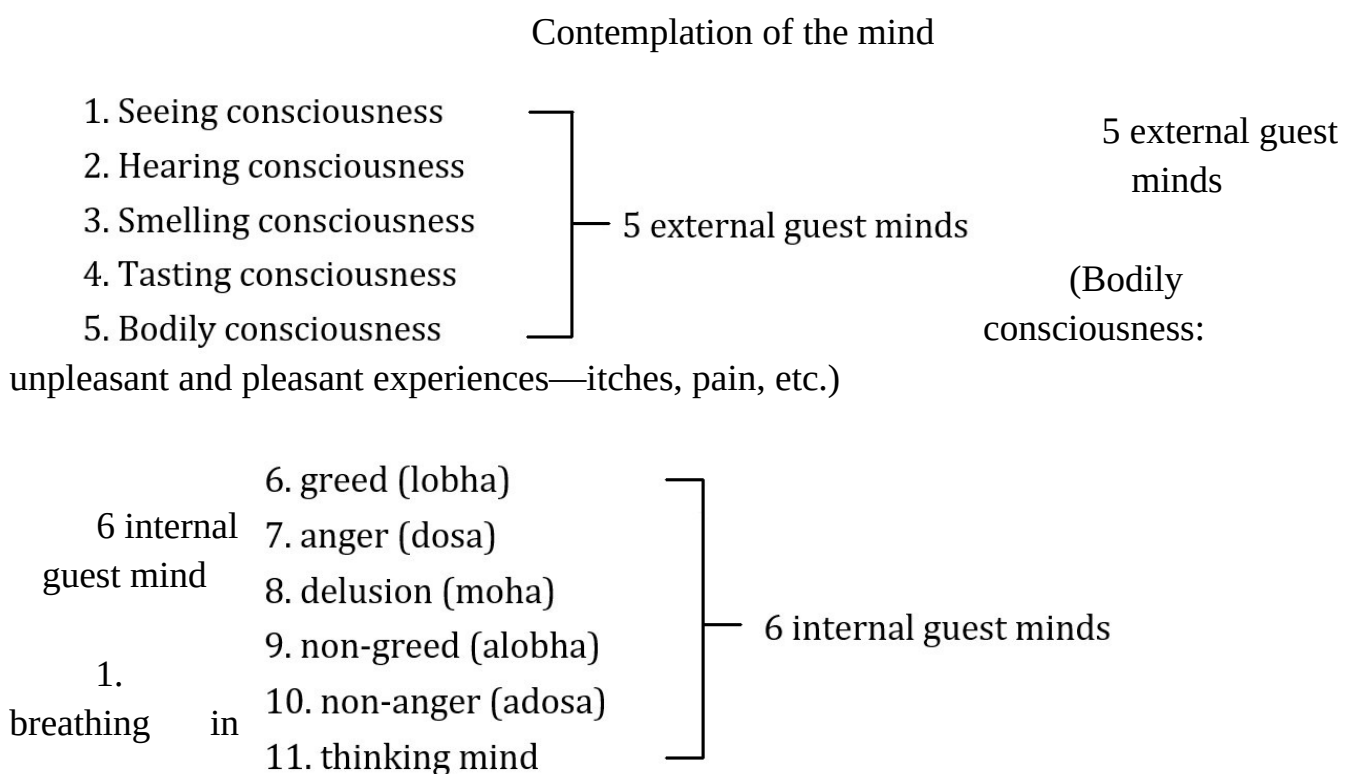 Contemplation of the mind
1. Seeing consciousness
2. Hearing consciousness
3. Smelling consciousness
4. Tasting consciousness
5. Bodily consciousness
5 external guest minds
5 external guest
minds
(Bodily
consciousness:
unpleasant and pleasant experiences—itches, pain, etc.)
6 internal
guest mind
6. greed (lobha)
7. anger (dosa)
8. delusion (moha)
9. non-greed (alobha)
10. non-anger (adosa)
11. thinking mind
6 internal guest minds
1.
breathing in